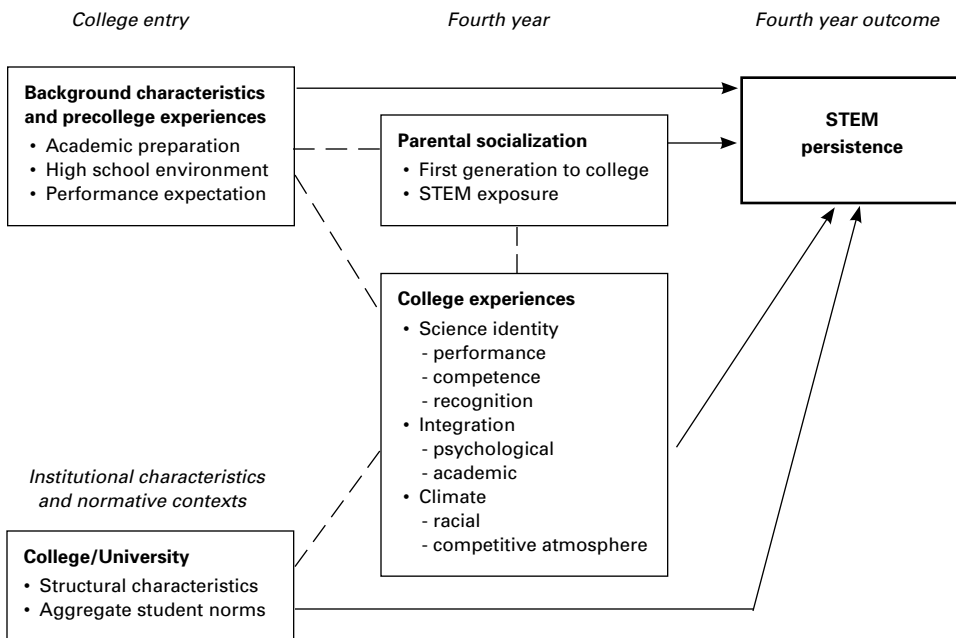 College entry
Fourth year
Fourth year outcome
Background characteristics
and precollege experiences
• Academic preparation
• High school environment
• Performance expectation
Parental socialization
• First generation to college
• STEM exposure
STEM
persistence
College experiences
• Science identity
- performance
- competence
- recognition
• Integration
- psychological
- academic
• Climate
- racial
- competitive atmosphere
Institutional characteristics
and normative contexts
College/University
• Structural characteristics
• Aggregate student norms